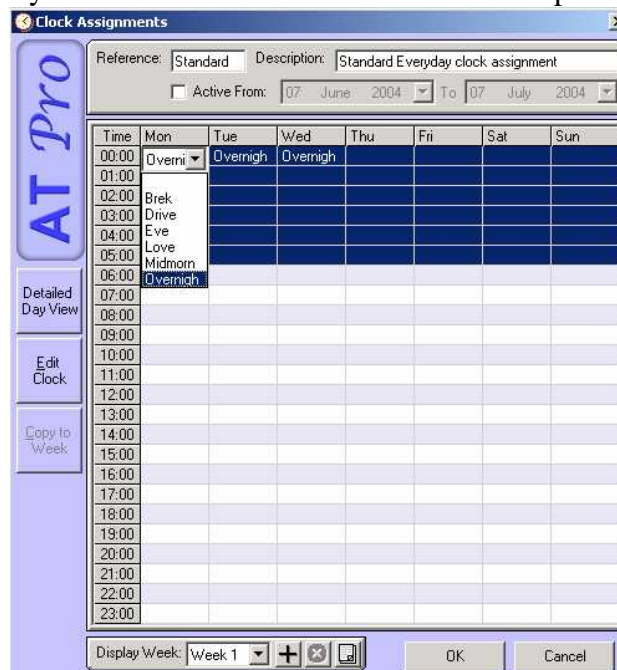 Clock Assignments
AT Pro
Reference: Standard Description: Standard Everyday clock assignment
Active From: 07 June 2004 To 07 July 2004
Time Mon Tue Wed Thu Fri Sat Sun
00:00 Overni Overnigh Overnigh
01:00
02:00 Brek
03:00 Drive
04:00 Eve
05:00 Love
Midmorn
06:00 Overnigh
07:00
08:00
09:00
10:00
11:00
12:00
13:00
14:00
15:00
16:00
17:00
18:00
19:00
20:00
21:00
22:00
23:00
Detailed
Day View
Edit
Clock
Copy to
Week
Display Week: Week 1 OK Cancel